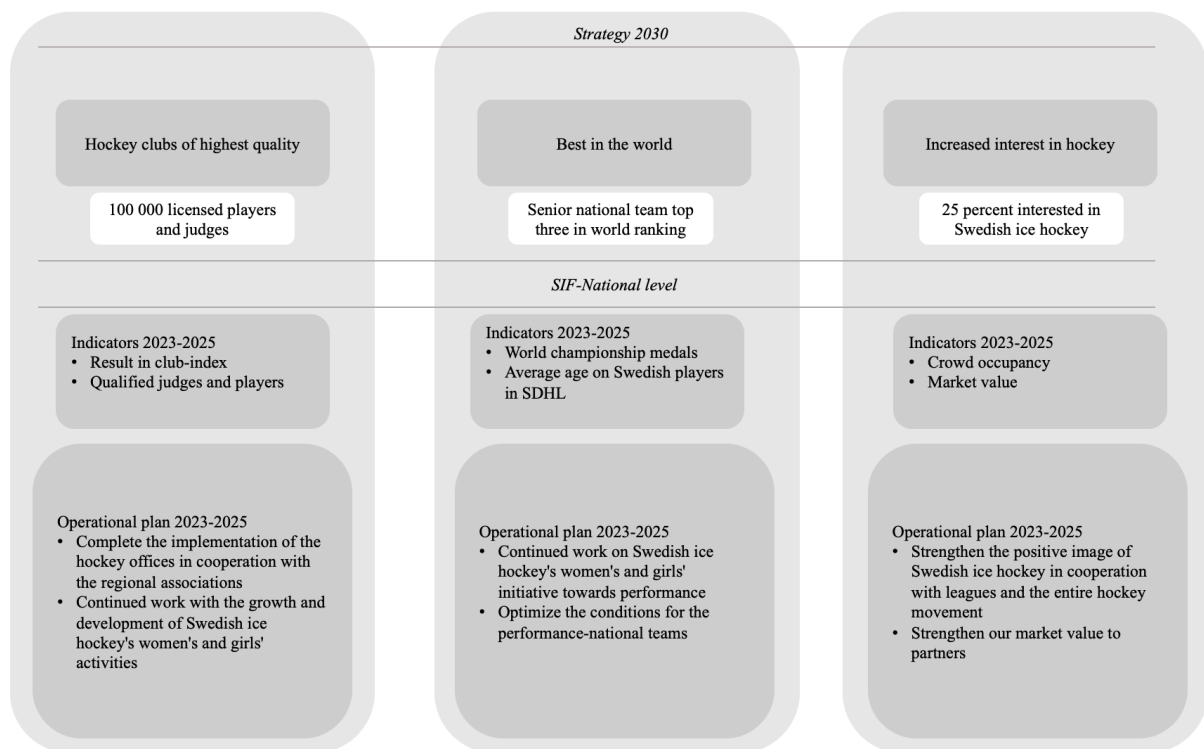 Strategy 2030
Hockey clubs of highest quality
Best in the world
Increased interest in hockey
100 000 licensed players
and judges
Senior national team top
three in world ranking
25 percent interested in
Swedish ice hockey
SIF-National level
Indicators 2023-2025
• Result in club-index
• Qualified judges and players
Indicators 2023-2025
• World championship medals
• Average age on Swedish players
in SDHL
Indicators 2023-2025
• Crowd occupancy
• Market value
Operational plan 2023-2025
• Complete the implementation of the
hockey offices in cooperation with
the regional associations
• Continued work with the growth and
development of Swedish ice
hockey's women's and girls'
activities
Operational plan 2023-2025
• Continued work on Swedish ice
hockey's women's and girls'
initiative towards performance
• Optimize the conditions for the
performance-national teams
Operational plan 2023-2025
• Strengthen the positive image of
Swedish ice hockey in cooperation
with leagues and the entire hockey
movement
• Strengthen our market value to
partners